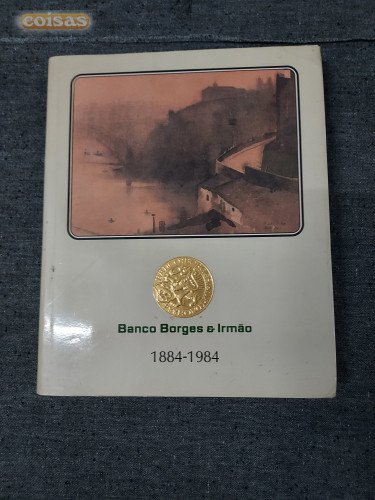 coisas
Banco Borges & Irmão
1884-1984